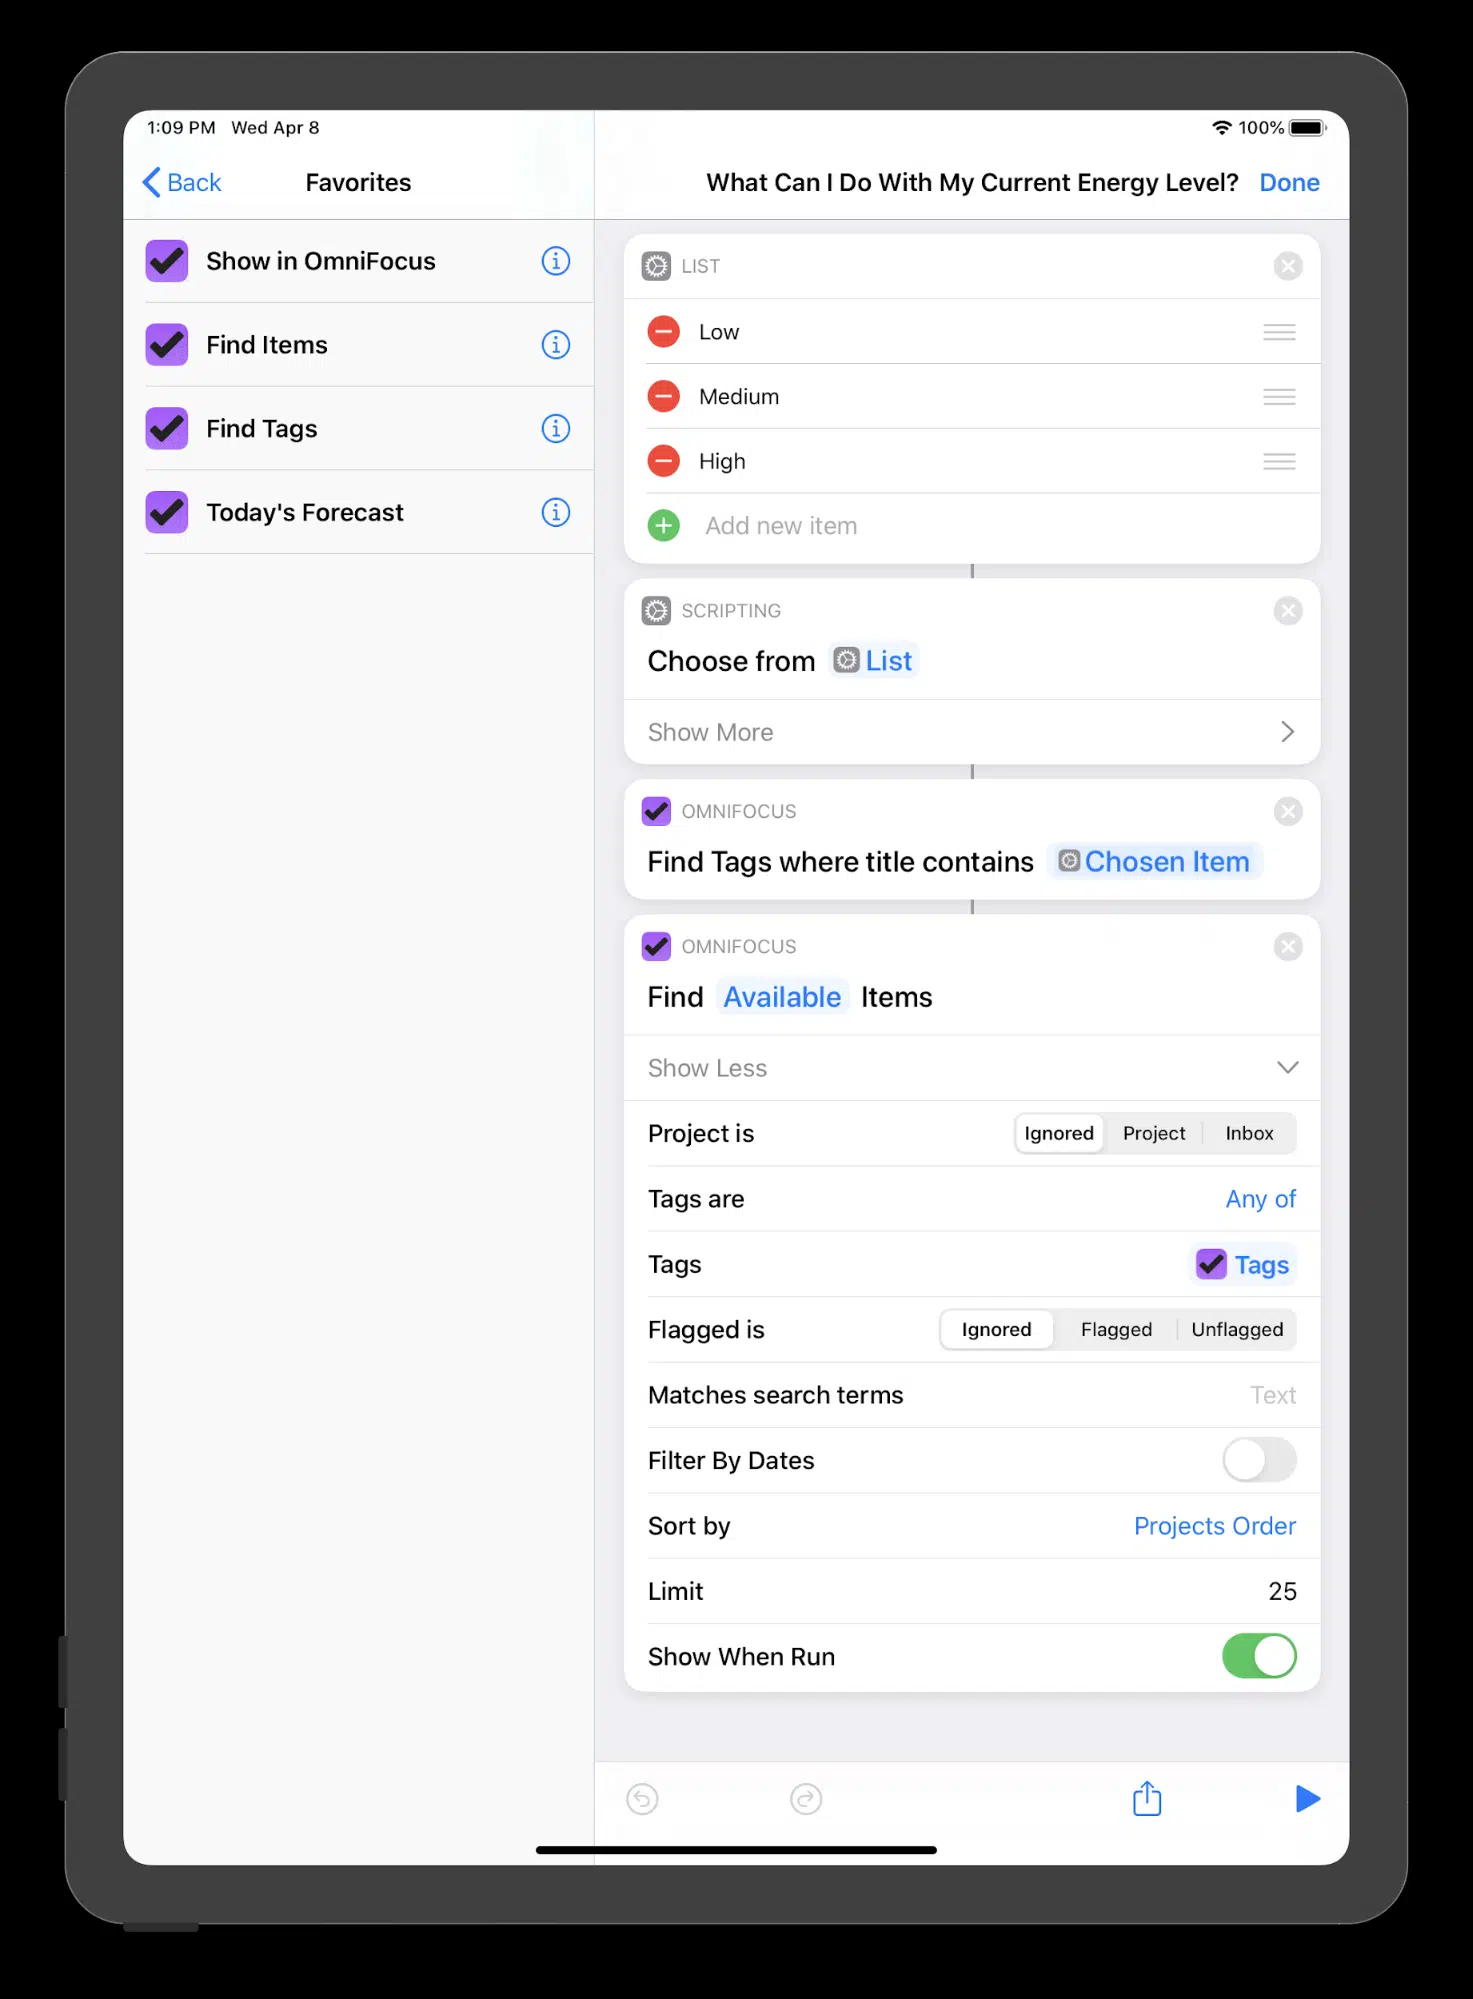 1:09 PM Wed Apr 8
100%
Back
Favorites
Show in OmniFocus
Find Items
Find Tags
Today's Forecast
What Can I Do With My Current Energy Level?
Done
LIST
Low
Medium
High
Add new item
SCRIPTING
Choose from List
Show More
OMNIFOCUS
Find Tags where title contains Chosen Item
OMNIFOCUS
Find Available Items
Show Less
Project is Ignored Project Inbox
Tags are Any of
Tags Tags
Flagged is Ignored Flagged Unflagged
Matches search terms Text
Filter By Dates
Sort by Projects Order
Limit 25
Show When Run